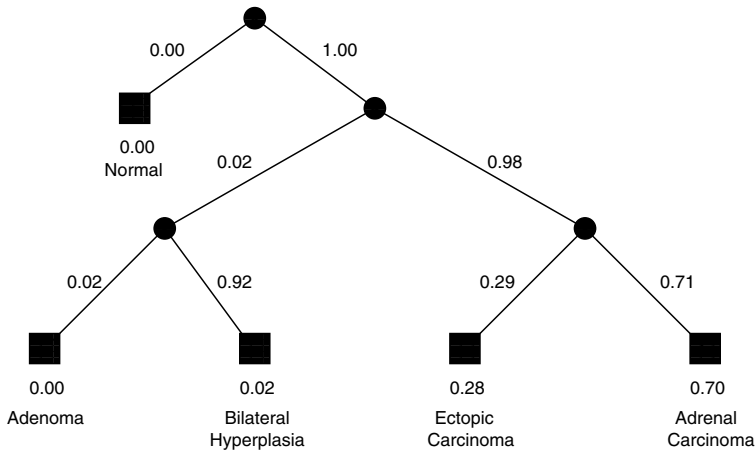 0.00
1.00
0.00
Normal
0.02
0.98
0.02
0.92
0.29
0.71
0.00
0.02
0.28
0.70
Adenoma
Bilateral
Hyperplasia
Ectopic
Carcinoma
Adrenal
Carcinoma